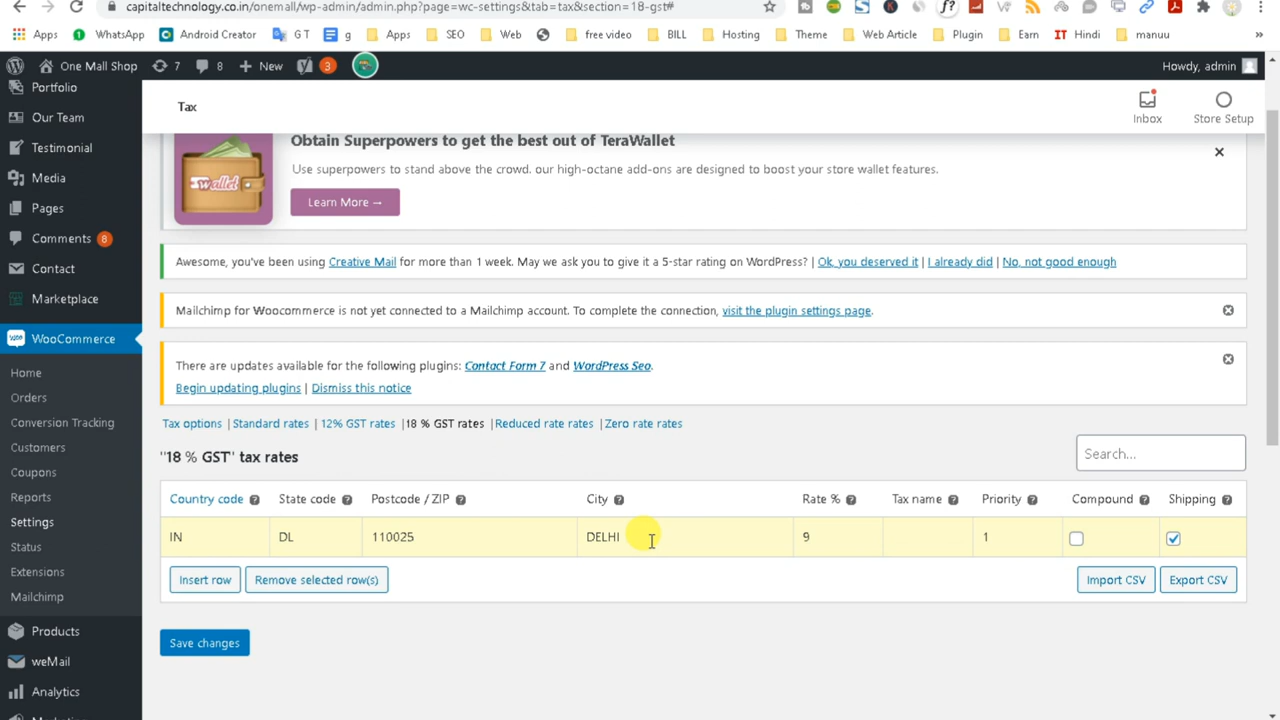 capitaltechnology.co.in/onemall/wp-admin/admin.php?page=wc-settings&tab=tax&section=18-gst#
Apps WhatsApp Android Creator G T g Apps SEO Web free video BILL Hosting Theme Web Article Plugin Earn IT Hindi manuu »
One Mall Shop 7 8 New 3 Howdy, admin
Portfolio
Our Team
Testimonial
Media
Pages
Comments 8
Contact
Marketplace
WooCommerce
Home
Orders
Conversion Tracking
Customers
Coupons
Reports
Settings
Status
Extensions
Mailchimp
Products
weMail
Analytics
Tax
Inbox
Store Setup
wallet
Obtain Superpowers to get the best out of TeraWallet
Use superpowers to stand above the crowd. our high-octane add-ons are designed to boost your store wallet features.
Learn More →
Awesome, you've been using Creative Mail for more than 1 week. May we ask you to give it a 5-star rating on WordPress? | Ok, you deserved it | I already did | No, not good enough
Mailchimp for Woocommerce is not yet connected to a Mailchimp account. To complete the connection, visit the plugin settings page.
There are updates available for the following plugins: Contact Form 7 and WordPress Seo.
Begin updating plugins | Dismiss this notice
Tax options | Standard rates | 12% GST rates | 18 % GST rates | Reduced rate rates | Zero rate rates
"18 % GST" tax rates
Search...
Country code State code Postcode / ZIP City Rate % Tax name Priority Compound Shipping
IN DL 110025 DELHI 9 1
Insert row Remove selected row(s) Import CSV Export CSV
Save changes